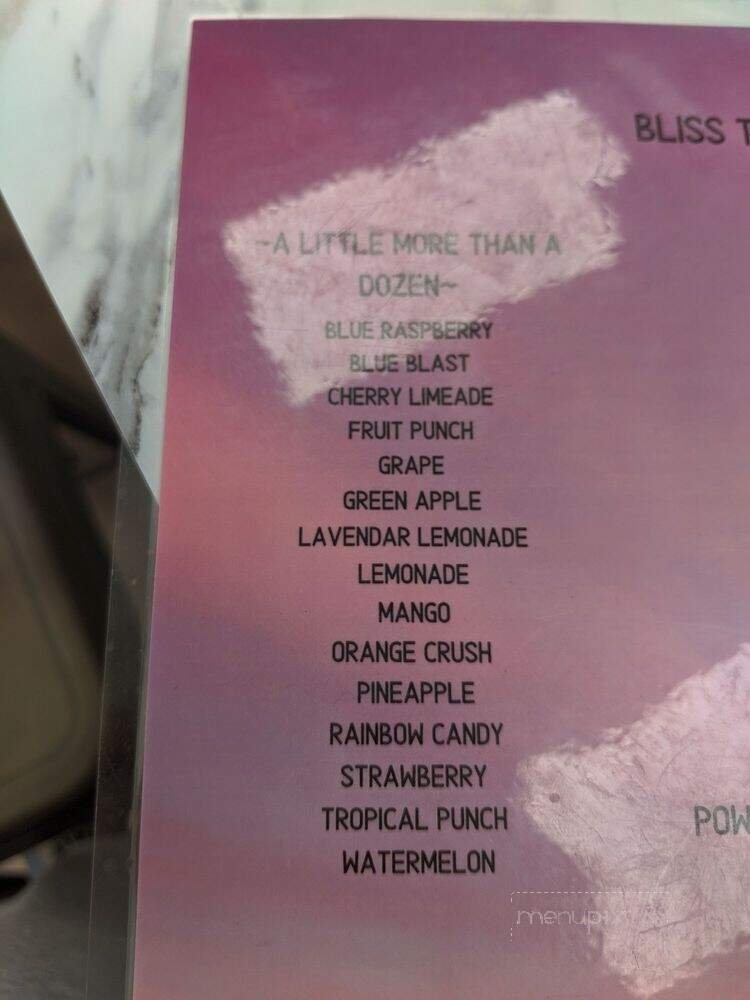 BLISS T
~A LITTLE MORE THAN A
DOZEN~
BLUE RASPBERRY
BLUE BLAST
CHERRY LIMEADE
FRUIT PUNCH
GRAPE
GREEN APPLE
LAVENDAR LEMONADE
LEMONADE
MANGO
ORANGE CRUSH
PINEAPPLE
RAINBOW CANDY
STRAWBERRY
TROPICAL PUNCH
POW
WATERMELON
menupix